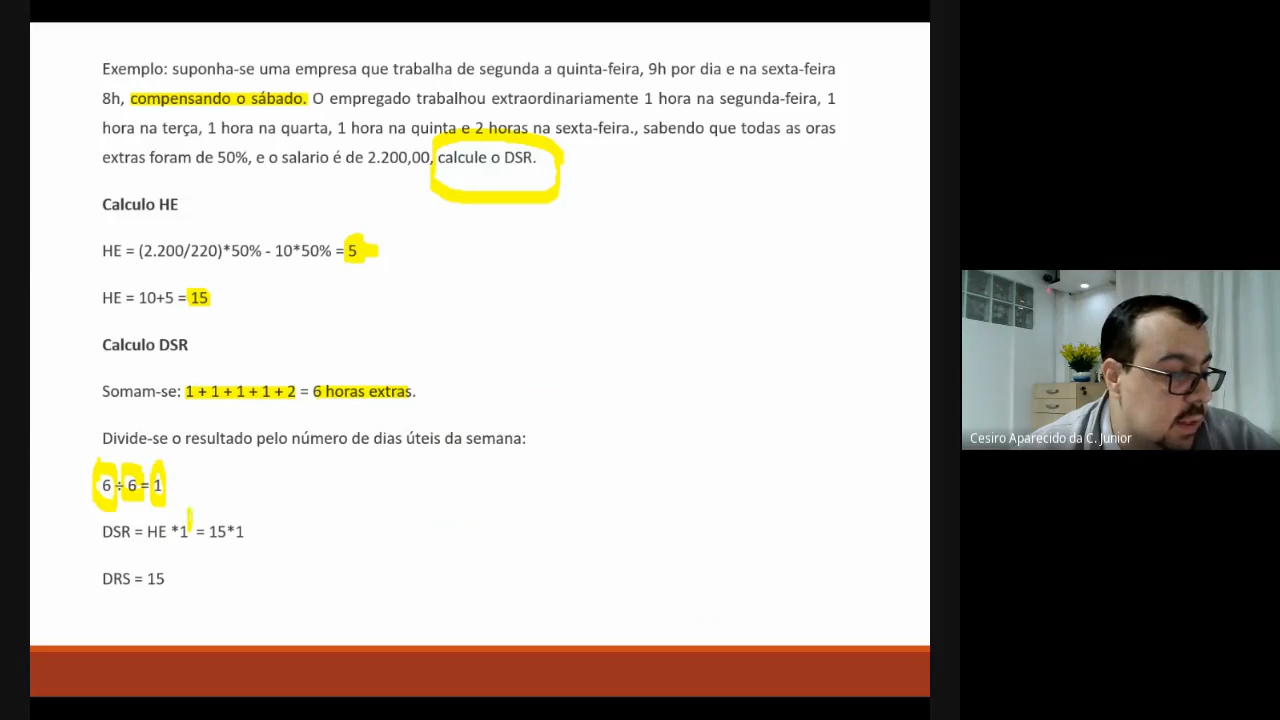 Exemplo: suponha-se uma empresa que trabalha de segunda a quinta-feira, 9h por dia e na sexta-feira
8h, compensando o sábado. O empregado trabalhou extraordinariamente 1 hora na segunda-feira, 1
hora na terça, 1 hora na quarta, 1 hora na quinta e 2 horas na sexta-feira., sabendo que todas as oras
extras foram de 50%, e o salario é de 2.200,00, calcule o DSR.
Calculo HE
HE = (2.200/220)*50% - 10*50% = 5
HE = 10+5 = 15
Calculo DSR
Somam-se: 1 + 1 + 1 + 1 + 2 = 6 horas extras.
Divide-se o resultado pelo número de dias úteis da semana:
6 ÷ 6 = 1
DSR = HE *1 = 15*1
DRS = 15
Cesiro Aparecido da C. Junior